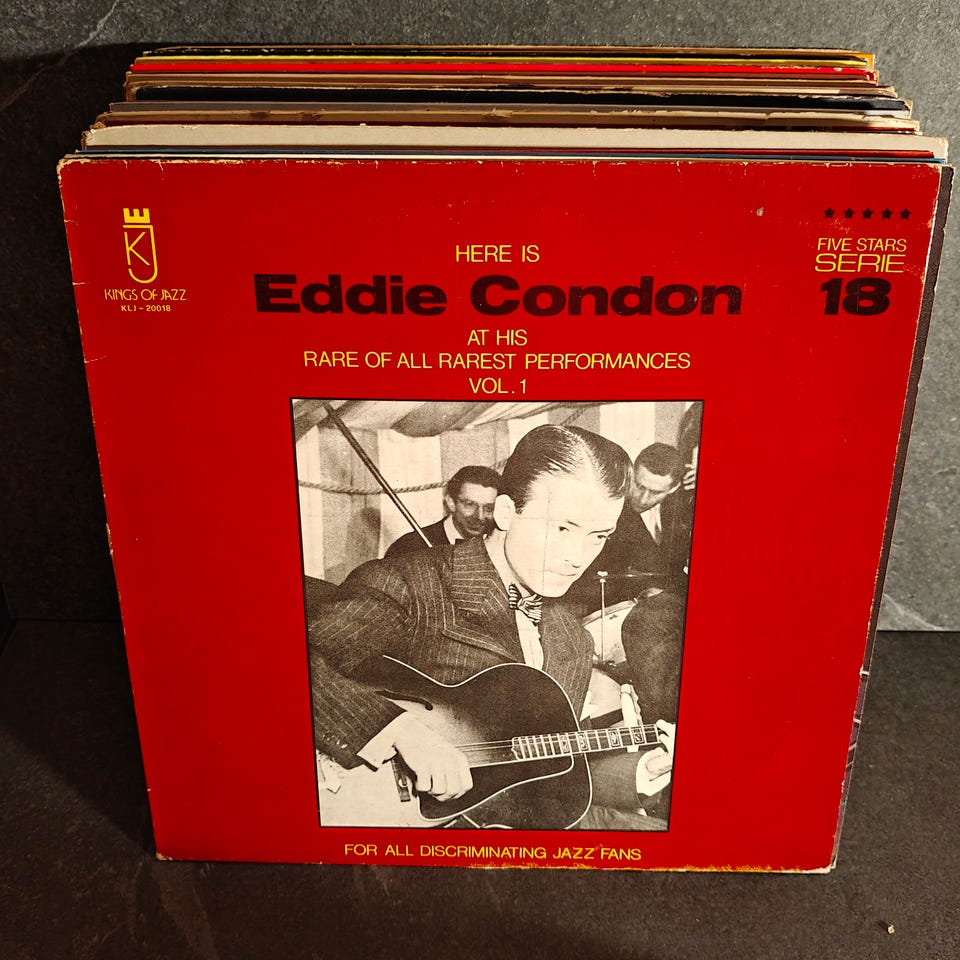 KJ
KINGS OF JAZZ
KLJ-20018
★★★★★
FIVE STARS
SERIE
18
HERE IS
Eddie Condon
AT HIS
RARE OF ALL RAREST PERFORMANCES
VOL. 1
FOR ALL DISCRIMINATING JAZZ FANS